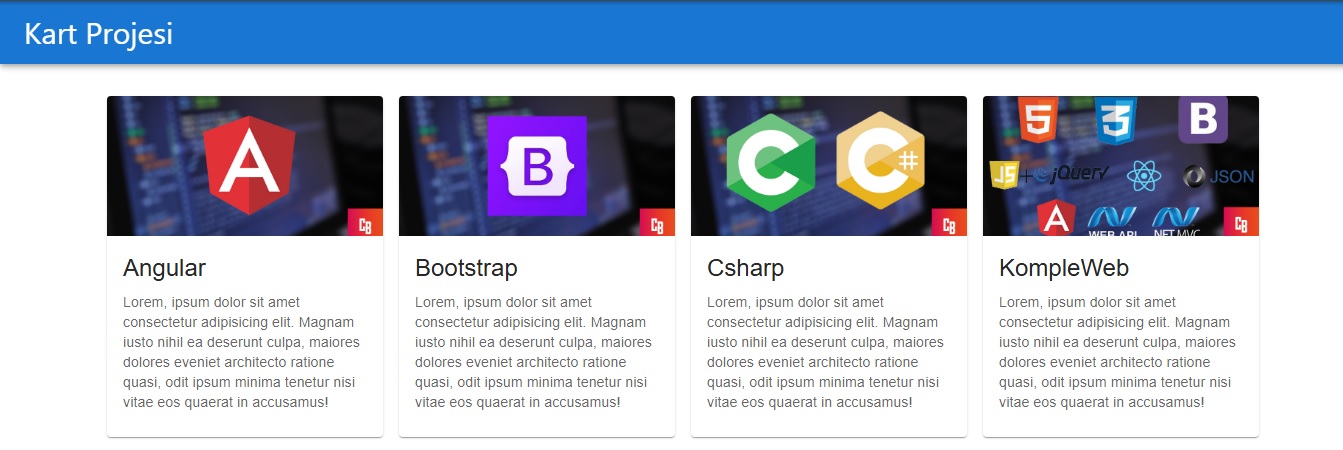 Kart Projesi
A
CB
B
CB
C C#
CB
5 3 B
JS + jQuery JSON
A WEB API .NET MVC
CB
Angular
Lorem, ipsum dolor sit amet
consectetur adipisicing elit. Magnam
iusto nihil ea deserunt culpa, maiores
dolores eveniet architecto ratione
quasi, odit ipsum minima tenetur nisi
vitae eos quaerat in accusamus!
Bootstrap
Lorem, ipsum dolor sit amet
consectetur adipisicing elit. Magnam
iusto nihil ea deserunt culpa, maiores
dolores eveniet architecto ratione
quasi, odit ipsum minima tenetur nisi
vitae eos quaerat in accusamus!
Csharp
Lorem, ipsum dolor sit amet
consectetur adipisicing elit. Magnam
iusto nihil ea deserunt culpa, maiores
dolores eveniet architecto ratione
quasi, odit ipsum minima tenetur nisi
vitae eos quaerat in accusamus!
KompleWeb
Lorem, ipsum dolor sit amet
consectetur adipisicing elit. Magnam
iusto nihil ea deserunt culpa, maiores
dolores eveniet architecto ratione
quasi, odit ipsum minima tenetur nisi
vitae eos quaerat in accusamus!